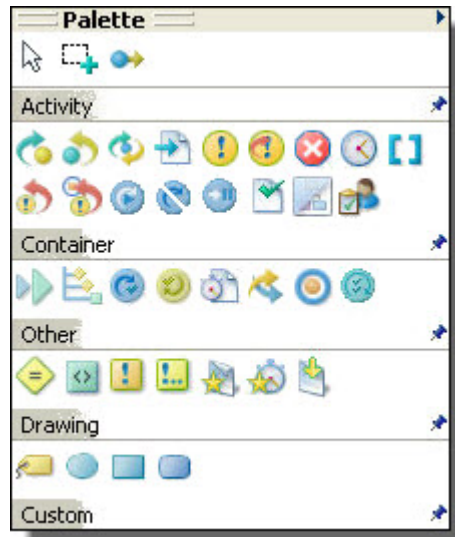 Palette
Activity
Container
Other
Drawing
Custom